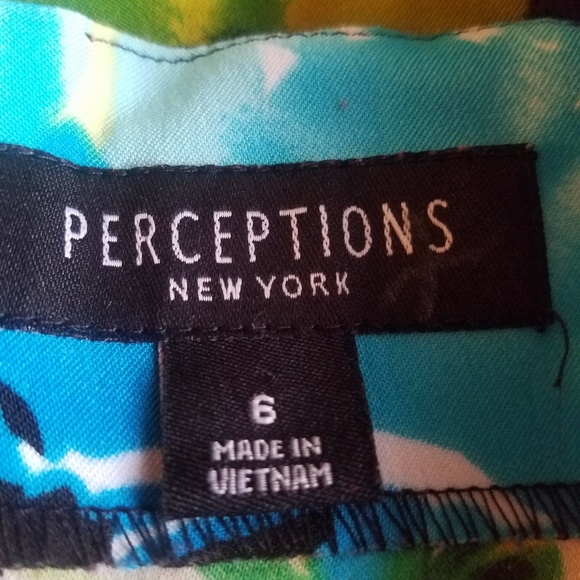 PERCEPTIONS
NEW YORK
6
MADE IN
VIETNAM